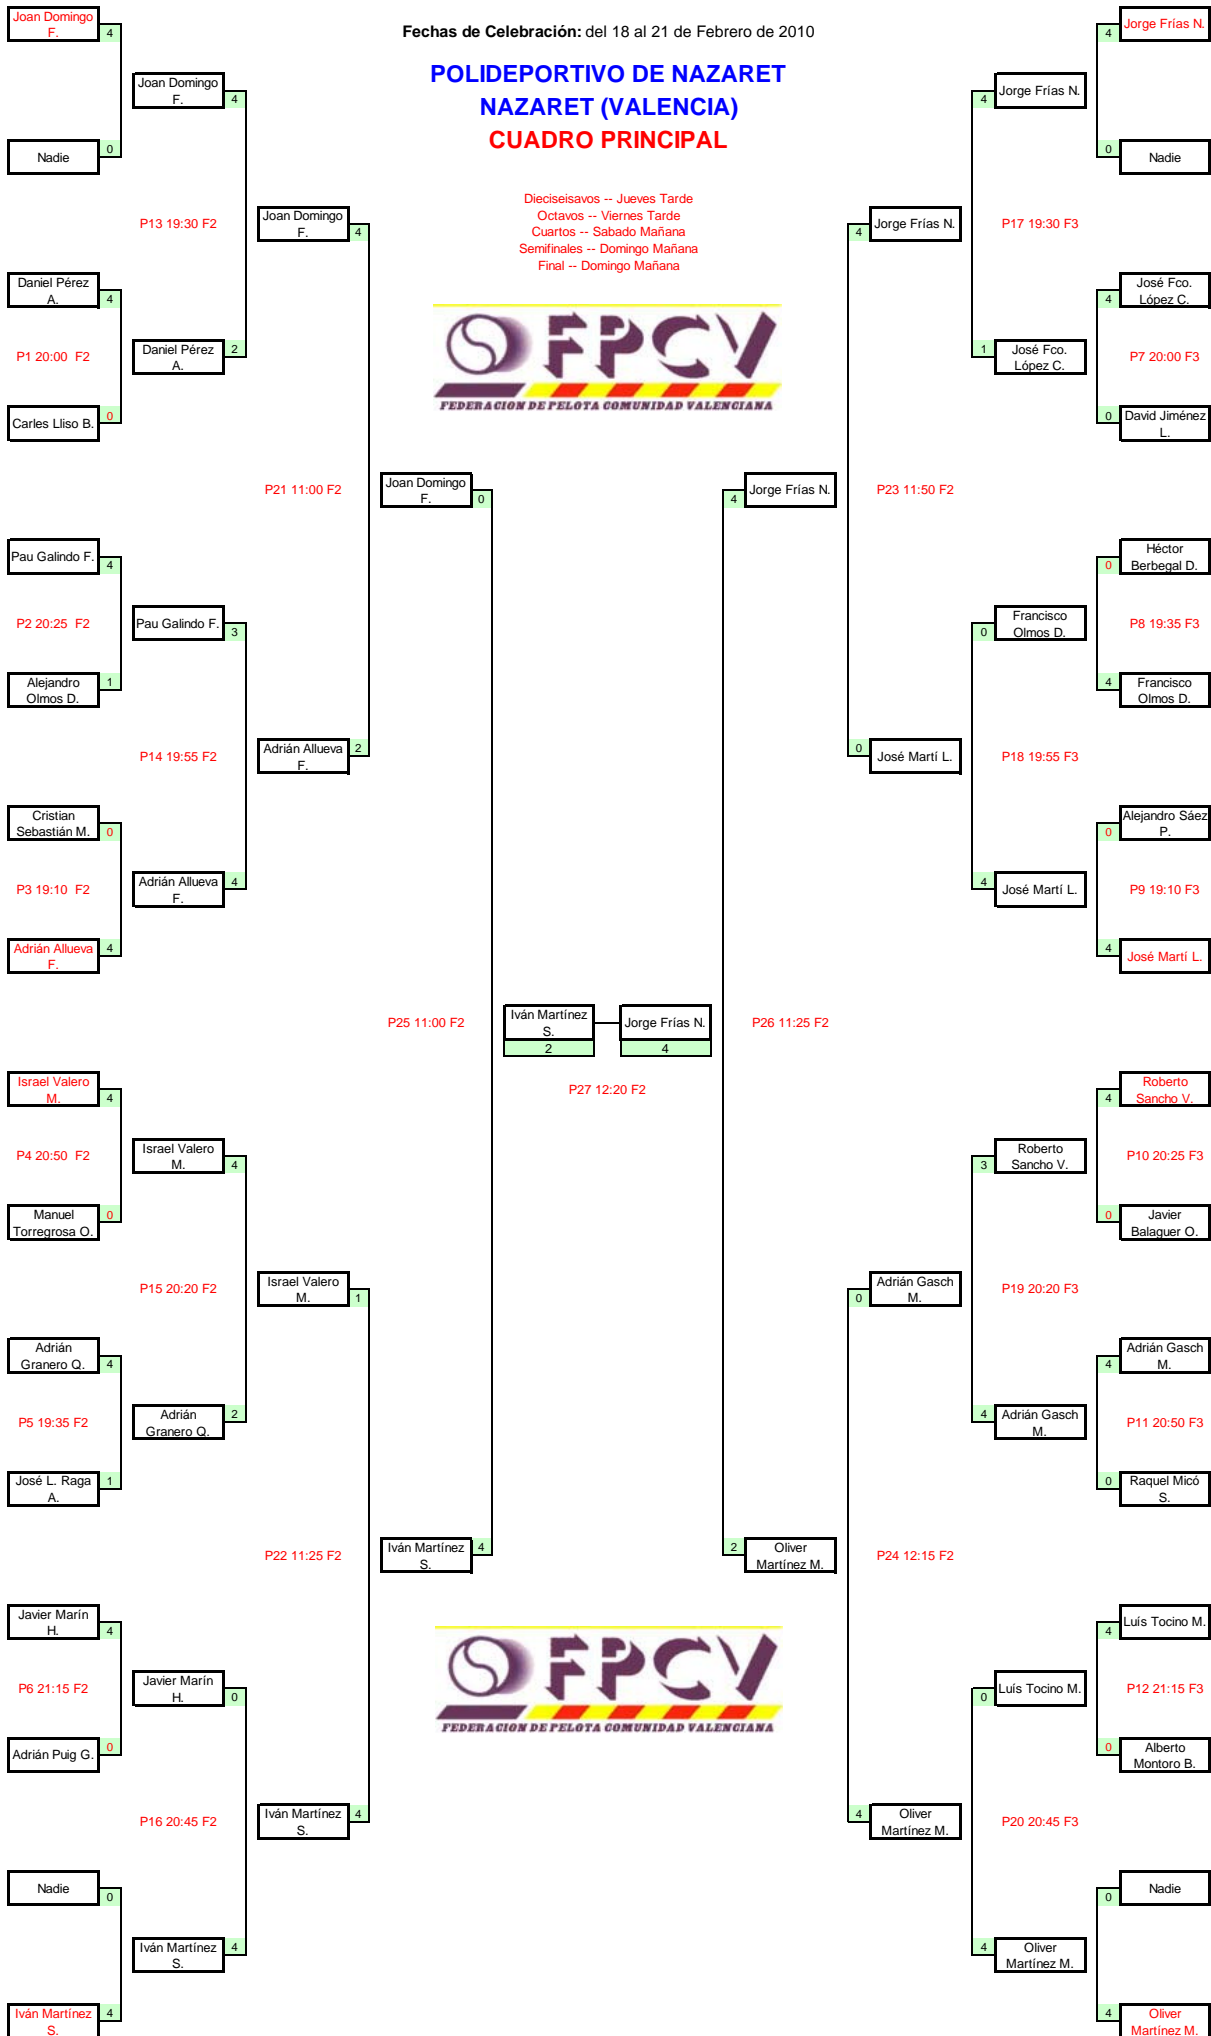 Fechas de Celebración: del 18 al 21 de Febrero de 2010
POLIDEPORTIVO DE NAZARET
NAZARET (VALENCIA)
CUADRO PRINCIPAL
Dieciseisavos -- Jueves Tarde
Octavos -- Viernes Tarde
Cuartos -- Sabado Mañana
Semifinales -- Domingo Mañana
Final -- Domingo Mañana
FPCV
FEDERACION DE PELOTA COMUNIDAD VALENCIANA
Joan Domingo
F.
4
Nadie
0
Daniel Pérez
A.
4
P1 20:00 F2
Carles Lliso B.
0
Pau Galindo F.
4
P2 20:25 F2
Alejandro
Olmos D.
1
Cristian
Sebastián M.
0
P3 19:10 F2
Adrián Allueva
F.
4
Israel Valero
M.
4
P4 20:50 F2
Manuel
Torregrosa O.
0
Adrián
Granero Q.
4
P5 19:35 F2
José L. Raga
A.
1
Javier Marín
H.
4
P6 21:15 F2
Adrián Puig G.
0
Nadie
0
Iván Martínez
S.
4
Joan Domingo
F.
4
P13 19:30 F2
Daniel Pérez
A.
2
Pau Galindo F.
3
P14 19:55 F2
Adrián Allueva
F.
4
Israel Valero
M.
4
P15 20:20 F2
Adrián
Granero Q.
2
Javier Marín
H.
0
P16 20:45 F2
Iván Martínez
S.
4
Joan Domingo
F.
4
P21 11:00 F2
Adrián Allueva
F.
2
Israel Valero
M.
1
P22 11:25 F2
Iván Martínez
S.
4
Joan Domingo
F.
0
P25 11:00 F2
Iván Martínez
S.
4
Iván Martínez
S.
2
Jorge Frías N.
4
P27 12:20 F2
Jorge Frías N.
4
P26 11:25 F2
Oliver
Martínez M.
2
Jorge Frías N.
4
P23 11:50 F2
José Martí L.
0
Adrián Gasch
M.
0
P24 12:15 F2
Oliver
Martínez M.
4
Jorge Frías N.
4
P17 19:30 F3
José Fco.
López C.
1
Francisco
Olmos D.
0
P18 19:55 F3
José Martí L.
4
Roberto
Sancho V.
3
P19 20:20 F3
Adrián Gasch
M.
4
Luís Tocino M.
0
P20 20:45 F3
Oliver
Martínez M.
4
Jorge Frías N.
4
Nadie
0
José Fco.
López C.
4
P7 20:00 F3
David Jiménez
L.
0
Héctor
Berbegal D.
0
P8 19:35 F3
Francisco
Olmos D.
4
Alejandro Sáez
P.
0
P9 19:10 F3
José Martí L.
4
Roberto
Sancho V.
4
P10 20:25 F3
Javier
Balaguer O.
0
Adrián Gasch
M.
4
P11 20:50 F3
Raquel Micó
S.
0
Luís Tocino M.
4
P12 21:15 F3
Alberto
Montoro B.
0
Nadie
0
Oliver
Martínez M.
4
FPCV
FEDERACION DE PELOTA COMUNIDAD VALENCIANA